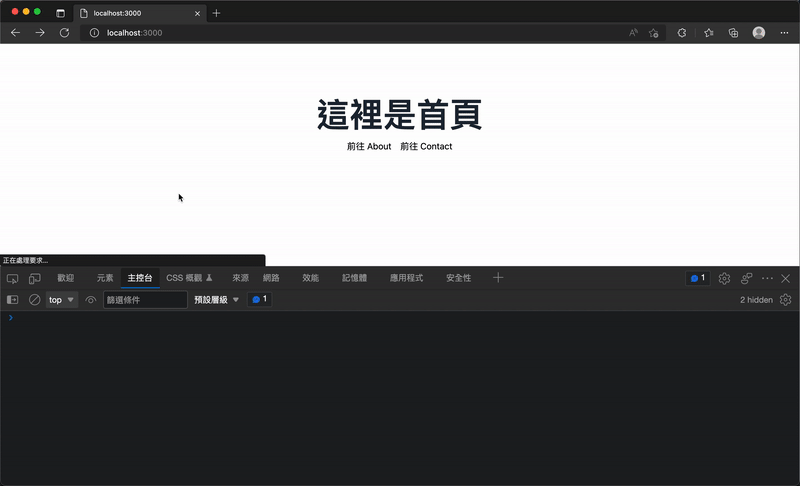 localhost:3000
localhost:3000
這裡是首頁
前往 About 前往 Contact
正在處理要求...
歡迎 元素 主控台 CSS 概觀 來源 網路 效能 記憶體 應用程式 安全性 1
top 篩選條件 預設層級 1 2 hidden